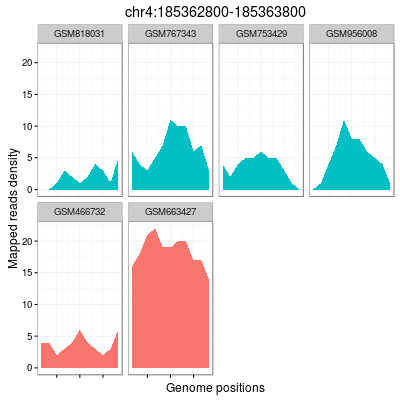 chr4:185362800-185363800
GSM818031 GSM767343 GSM753429 GSM956008
20
15
10
5
0
Mapped reads density
GSM466732 GSM663427
20
15
10
5
0
Genome positions